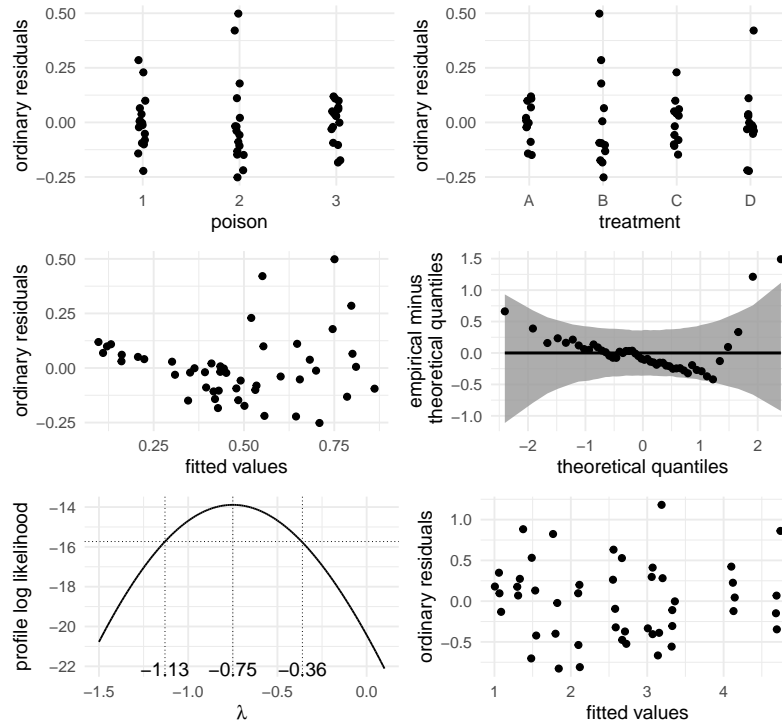 0.50
0.25
0.00
−0.25
ordinary residuals
1 2 3
poison
0.50
0.25
0.00
−0.25
ordinary residuals
A B C D
treatment
0.50
0.25
0.00
−0.25
ordinary residuals
0.25 0.50 0.75
fitted values
1.5
1.0
0.5
0.0
−0.5
−1.0
empirical minus
theoretical quantiles
−2 −1 0 1 2
theoretical quantiles
−14
−16
−18
−20
−22
profile log likelihood
−1.13 −0.75 −0.36
−1.5 −1.0 −0.5 0.0
λ
1.0
0.5
0.0
−0.5
ordinary residuals
1 2 3 4
fitted values